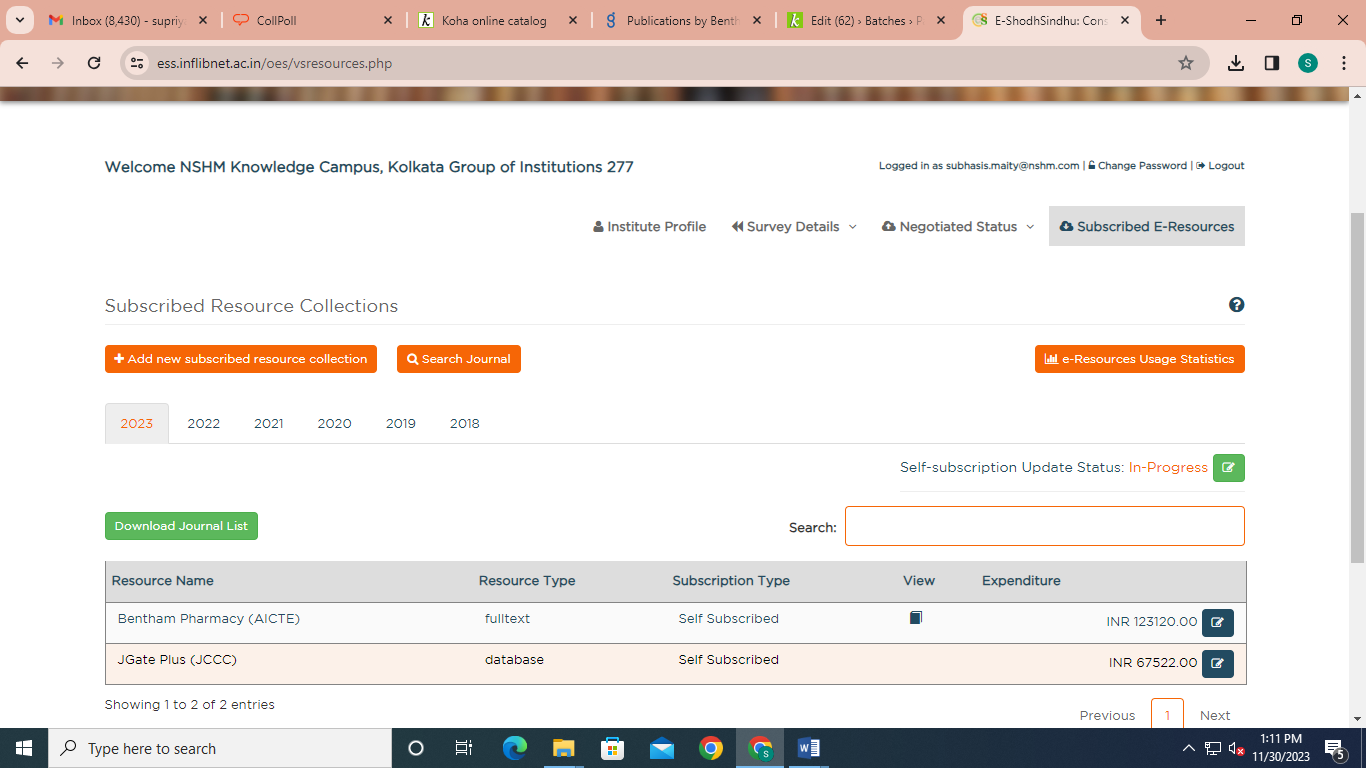 Inbox (8,430) - supriy
CollPoll
Koha online catalog
Publications by Benth
Edit (62) › Batches › P
E-ShodhSindhu: Cons
ess.inflibnet.ac.in/oes/vsresources.php
S
Welcome NSHM Knowledge Campus, Kolkata Group of Institutions 277
Logged in as subhasis.maity@nshm.com | Change Password | Logout
Institute Profile
Survey Details
Negotiated Status
Subscribed E-Resources
Subscribed Resource Collections
Add new subscribed resource collection
Search Journal
e-Resources Usage Statistics
2023 2022 2021 2020 2019 2018
Self-subscription Update Status: In-Progress
Download Journal List
Search:
Resource Name Resource Type Subscription Type View Expenditure
Bentham Pharmacy (AICTE) fulltext Self Subscribed INR 123120.00
JGate Plus (JCCC) database Self Subscribed INR 67522.00
Showing 1 to 2 of 2 entries
Previous 1 Next
Type here to search
1:11 PM
11/30/2023
5